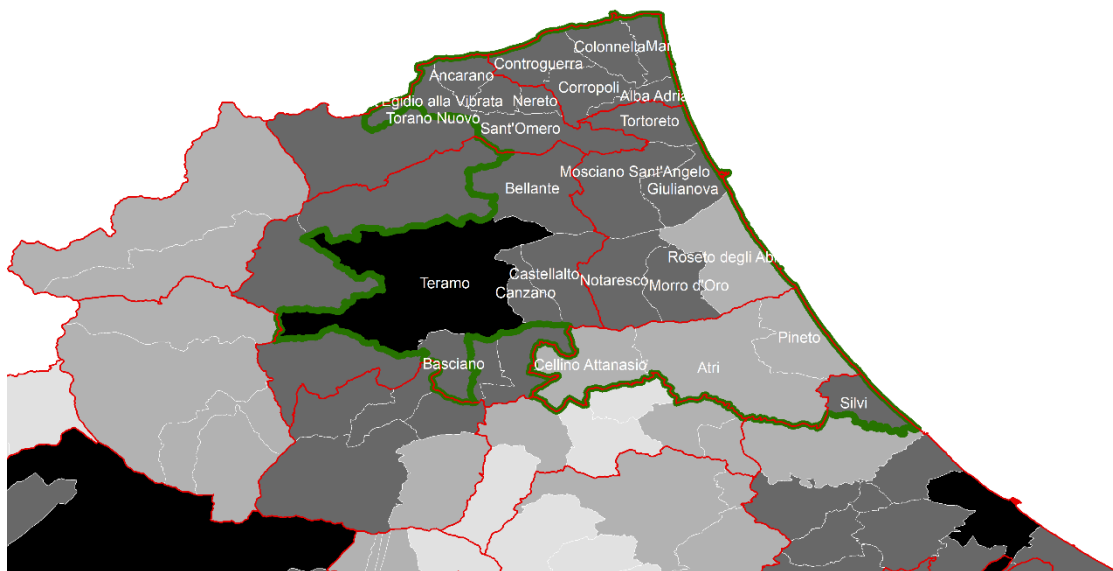 Colonnella
Mar
Controguerra
Ancarano
Corropoli
Alba Adria
Egidio alla Vibrata
Nereto
Torano Nuovo
Sant'Omero
Tortoreto
Mosciano Sant'Angelo
Bellante
Giulianova
Roseto degli Abr
Teramo
Castellalto
Notaresco
Canzano
Morro d'Oro
Pineto
Basciano
Cellino Attanasio
Atri
Silvi